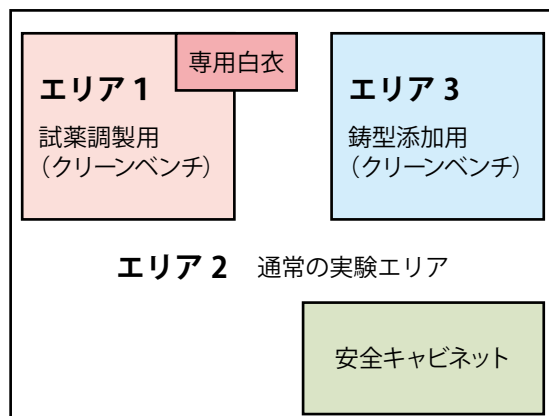 専用白衣
エリア 1
試薬調製用
（クリーンベンチ）
エリア 3
鋳型添加用
（クリーンベンチ）
エリア 2 通常の実験エリア
安全キャビネット